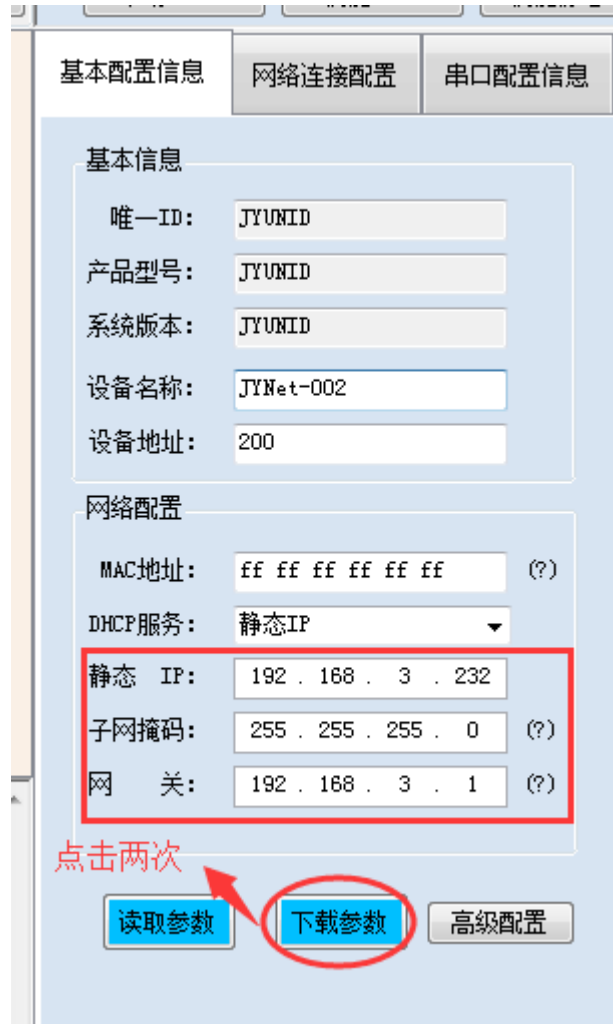 基本配置信息 网络连接配置 串口配置信息
基本信息
唯一ID: JYUNID
产品型号: JYUNID
系统版本: JYUNID
设备名称: JYNet-002
设备地址: 200
网络配置
MAC地址: ff ff ff ff ff ff (?)
DHCP服务: 静态IP
静态 IP: 192 . 168 . 3 . 232
子网掩码: 255 . 255 . 255 . 0 (?)
网 关: 192 . 168 . 3 . 1 (?)
点击两次
读取参数 下载参数 高级配置